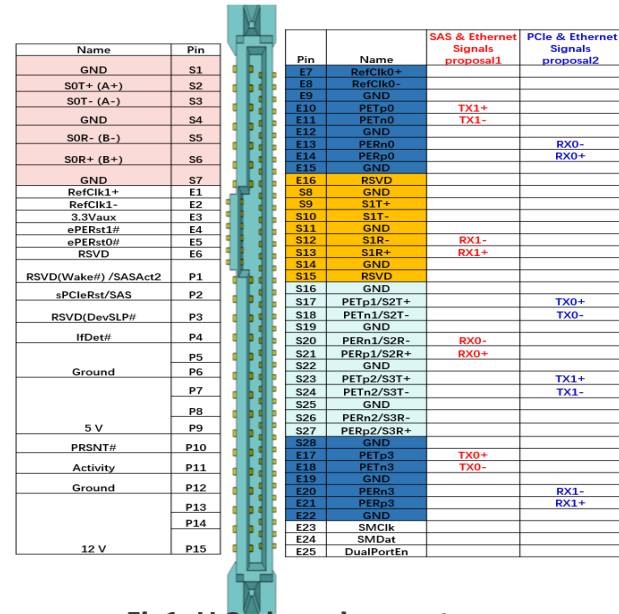 Name Pin
GND S1
S0T+ (A+) S2
S0T- (A-) S3
GND S4
S0R- (B-) S5
S0R+ (B+) S6
GND S7
RefClk1+ E1
RefClk1- E2
3.3Vaux E3
ePERst1# E4
ePERst0# E5
RSVD E6
RSVD(Wake#) /SASAct2 P1
sPCIeRst/SAS P2
RSVD(DevSLP# P3
IfDet# P4
P5
Ground P6
P7
P8
5 V P9
PRSNT# P10
Activity P11
Ground P12
P13
P14
12 V P15
SAS & Ethernet PCIe & Ethernet
Signals Signals
Pin Name proposal1 proposal2
E7 RefClk0+
E8 RefClk0-
E9 GND
E10 PETp0 TX1+
E11 PETn0 TX1-
E12 GND
E13 PERn0 RX0-
E14 PERp0 RX0+
E15 GND
E16 RSVD
S8 GND
S9 S1T+
S10 S1T-
S11 GND
S12 S1R- RX1-
S13 S1R+ RX1+
S14 GND
S15 RSVD
S16 GND
S17 PETp1/S2T+ TX0+
S18 PETn1/S2T- TX0-
S19 GND
S20 PERn1/S2R- RX0-
S21 PERp1/S2R+ RX0+
S22 GND
S23 PETp2/S3T+ TX1+
S24 PETn2/S3T- TX1-
S25 GND
S26 PERn2/S3R-
S27 PERp2/S3R+
S28 GND
E17 PETp3 TX0+
E18 PETn3 TX0-
E19 GND
E20 PERn3 RX1-
E21 PERp3 RX1+
E22 GND
E23 SMClk
E24 SMDat
E25 DualPortEn